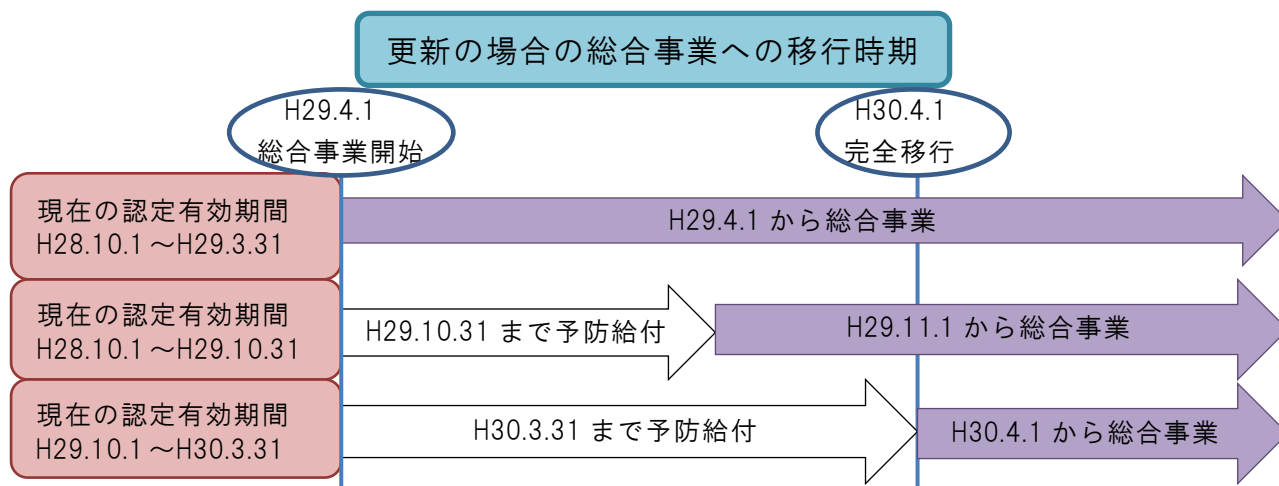 更新の場合の総合事業への移行時期
H29.4.1
総合事業開始
H30.4.1
完全移行
現在の認定有効期間
H28.10.1～H29.3.31
H29.4.1 から総合事業
現在の認定有効期間
H28.10.1～H29.10.31
H29.10.31 まで予防給付
H29.11.1 から総合事業
現在の認定有効期間
H29.10.1～H30.3.31
H30.3.31 まで予防給付
H30.4.1 から総合事業